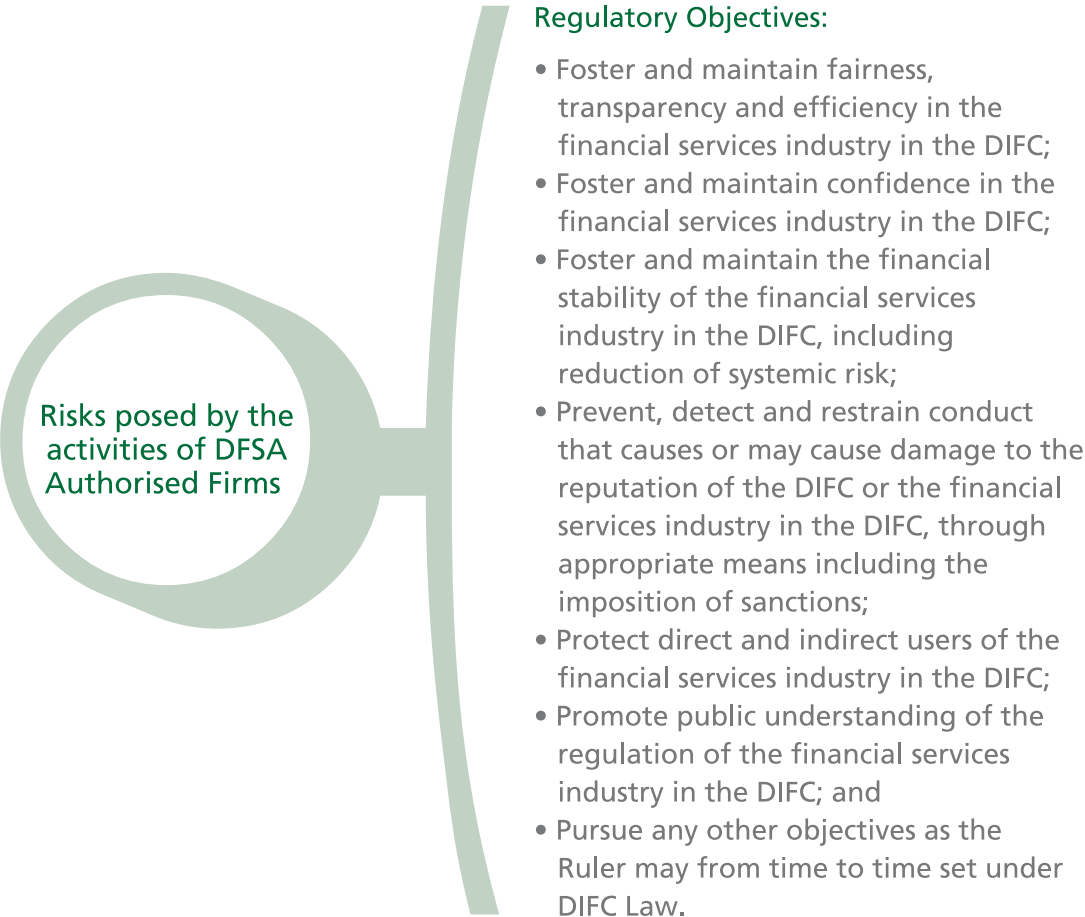 Risks posed by the
activities of DFSA
Authorised Firms
Regulatory Objectives:
• Foster and maintain fairness,
transparency and efficiency in the
financial services industry in the DIFC;
• Foster and maintain confidence in the
financial services industry in the DIFC;
• Foster and maintain the financial
stability of the financial services
industry in the DIFC, including
reduction of systemic risk;
• Prevent, detect and restrain conduct
that causes or may cause damage to the
reputation of the DIFC or the financial
services industry in the DIFC, through
appropriate means including the
imposition of sanctions;
• Protect direct and indirect users of the
financial services industry in the DIFC;
• Promote public understanding of the
regulation of the financial services
industry in the DIFC; and
• Pursue any other objectives as the
Ruler may from time to time set under
DIFC Law.